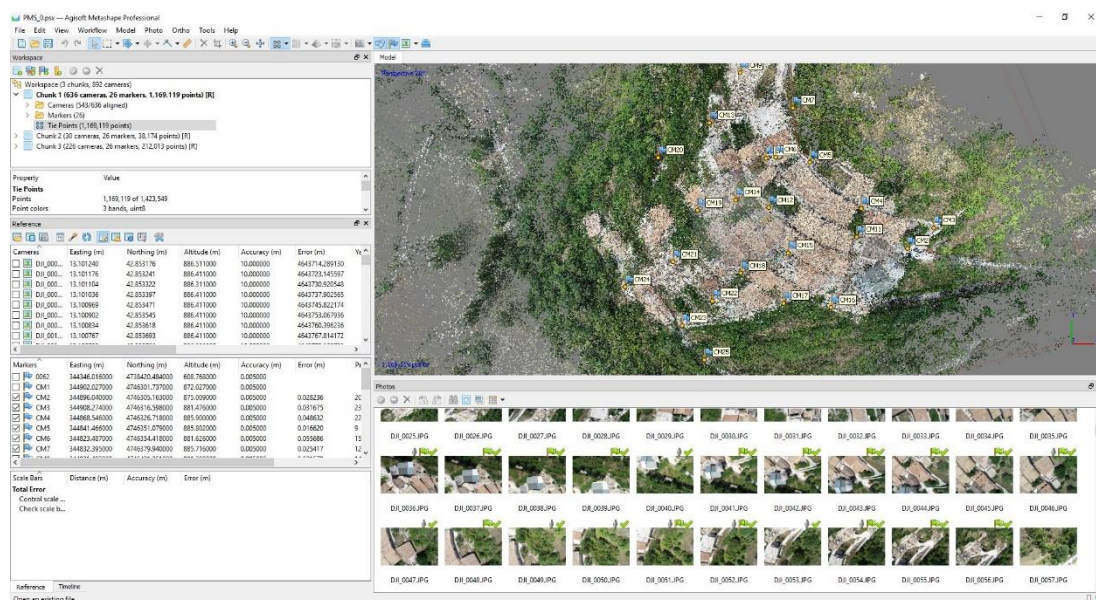 PMS_0.psx — Agisoft Metashape Professional
File Edit View Workflow Model Photo Ortho Tools Help
Workspace
Workspace (3 chunks, 892 cameras)
Chunk 1 (636 cameras, 26 markers, 1,169,119 points) [R]
Cameras (543/636 aligned)
Markers (26)
Tie Points (1,169,119 points)
Chunk 2 (30 cameras, 26 markers, 38,174 points) [R]
Chunk 3 (226 cameras, 26 markers, 212,013 points) [R]
Property Value
Tie Points
Points 1,169,119 of 1,423,549
Point colors 3 bands, uint8
Reference
Cameras Easting (m) Northing (m) Altitude (m) Accuracy (m) Error (m)
DJI_000... 13.101240 42.853176 886.511000 10.000000 4643714.289130
DJI_000... 13.101176 42.853241 886.411000 10.000000 4643723.145597
DJI_000... 13.101104 42.853322 886.311000 10.000000 4643730.920548
DJI_000... 13.101036 42.853397 886.411000 10.000000 4643737.902565
DJI_000... 13.100969 42.853471 886.411000 10.000000 4643745.822174
DJI_000... 13.100902 42.853545 886.411000 10.000000 4643753.067936
DJI_000... 13.100834 42.853618 886.411000 10.000000 4643760.396236
DJI_001... 13.100767 42.853693 886.411000 10.000000 4643767.814172
Markers Easting (m) Northing (m) Altitude (m) Accuracy (m) Error (m)
0062 344346.016000 4738420.484000 608.768000 0.005000
CM1 344902.027000 4746301.737000 872.027000 0.005000
CM2 344896.040000 4746305.163000 875.009000 0.005000 0.028236
CM3 344908.274000 4746316.598000 881.476000 0.005000 0.031675
CM4 344868.546000 4746326.718000 885.900000 0.005000 0.048632
CM5 344841.466000 4746351.079000 885.802000 0.005000 0.016620
CM6 344823.487000 4746354.418000 881.626000 0.005000 0.055686
CM7 344832.395000 4746379.940000 885.716000 0.005000 0.025417
Scale Bars Distance (m) Accuracy (m) Error (m)
Total Error
Control scale ...
Check scale b...
Reference Timeline
Open an existing file
Model
Perspective 30°
CM9
CM7
CM13
CM20
CM6
CM5
CM14
CM12
CM19
CM4
CM3
CM11
CM2
CM15
CM21
CM18
CM24
CM22
CM17
CM16
CM23
CM25
Photos
DJI_0025.JPG DJI_0026.JPG DJI_0027.JPG DJI_0028.JPG DJI_0029.JPG DJI_0030.JPG DJI_0031.JPG DJI_0032.JPG DJI_0033.JPG DJI_0034.JPG DJI_0035.JPG
DJI_0036.JPG DJI_0037.JPG DJI_0038.JPG DJI_0039.JPG DJI_0040.JPG DJI_0041.JPG DJI_0042.JPG DJI_0043.JPG DJI_0044.JPG DJI_0045.JPG DJI_0046.JPG
DJI_0047.JPG DJI_0048.JPG DJI_0049.JPG DJI_0050.JPG DJI_0051.JPG DJI_0052.JPG DJI_0053.JPG DJI_0054.JPG DJI_0055.JPG DJI_0056.JPG DJI_0057.JPG